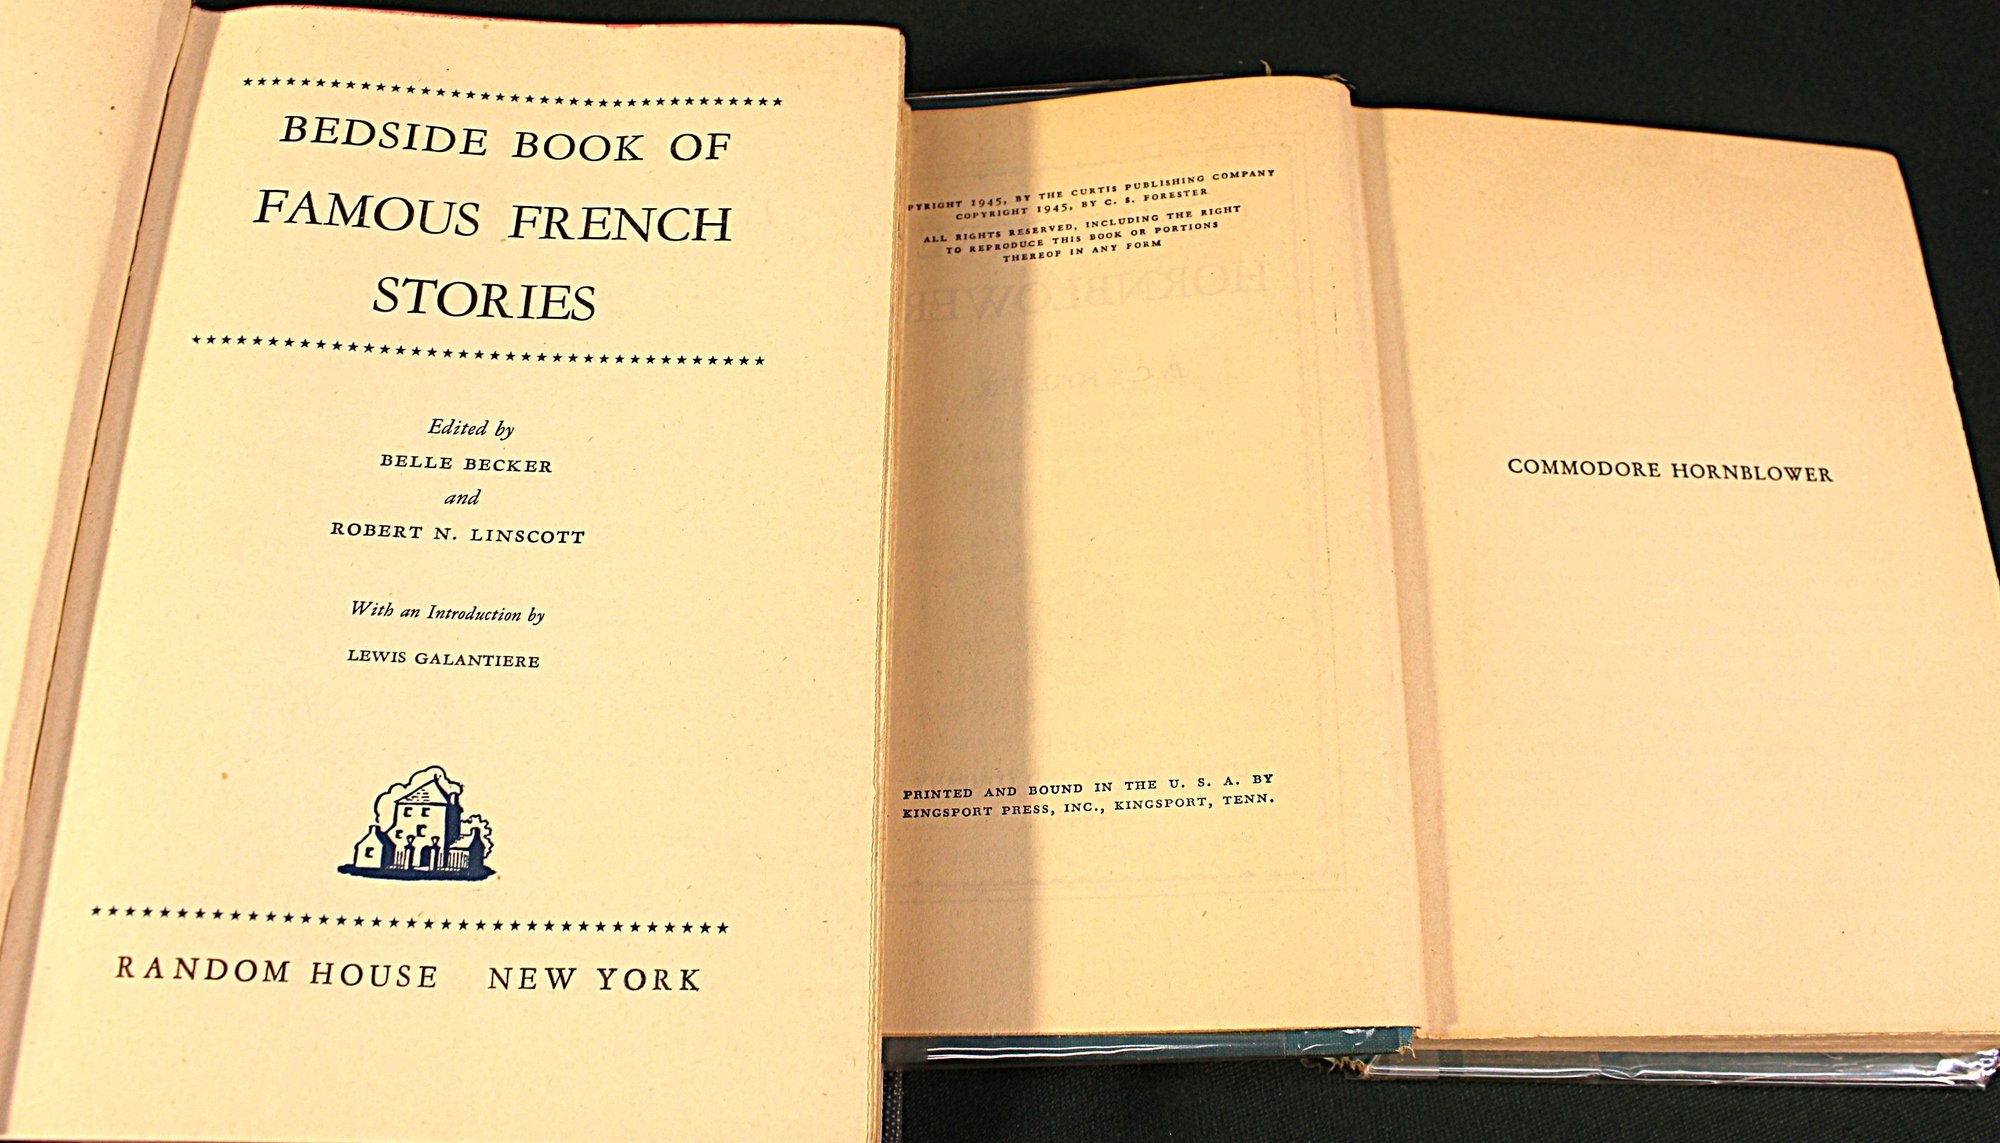 BEDSIDE BOOK OF
FAMOUS FRENCH
STORIES
Edited by
BELLE BECKER
and
ROBERT N. LINSCOTT
With an Introduction by
LEWIS GALANTIERE
RANDOM HOUSE NEW YORK
PYRIGHT 1945, BY THE CURTIS PUBLISHING COMPANY
COPYRIGHT 1945, BY C. S. FORESTER
ALL RIGHTS RESERVED, INCLUDING THE RIGHT
TO REPRODUCE THIS BOOK OR PORTIONS
THEREOF IN ANY FORM
HORNBLOWER
PRINTED AND BOUND IN THE U. S. A. BY
KINGSPORT PRESS, INC., KINGSPORT, TENN.
COMMODORE HORNBLOWER